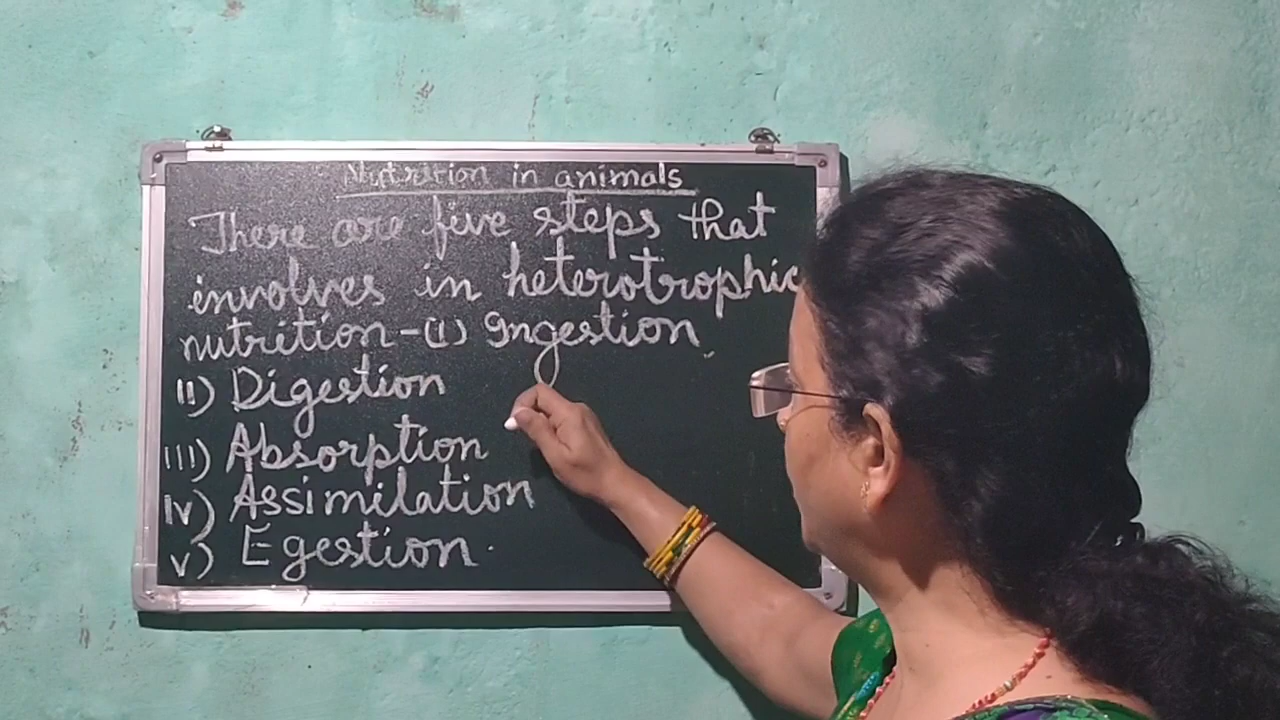 Nutrition in animals
There are five steps that
involves in heterotrophic
nutrition-(I) Ingestion
II) Digestion
III) Absorption
IV) Assimilation
V) Egestion.